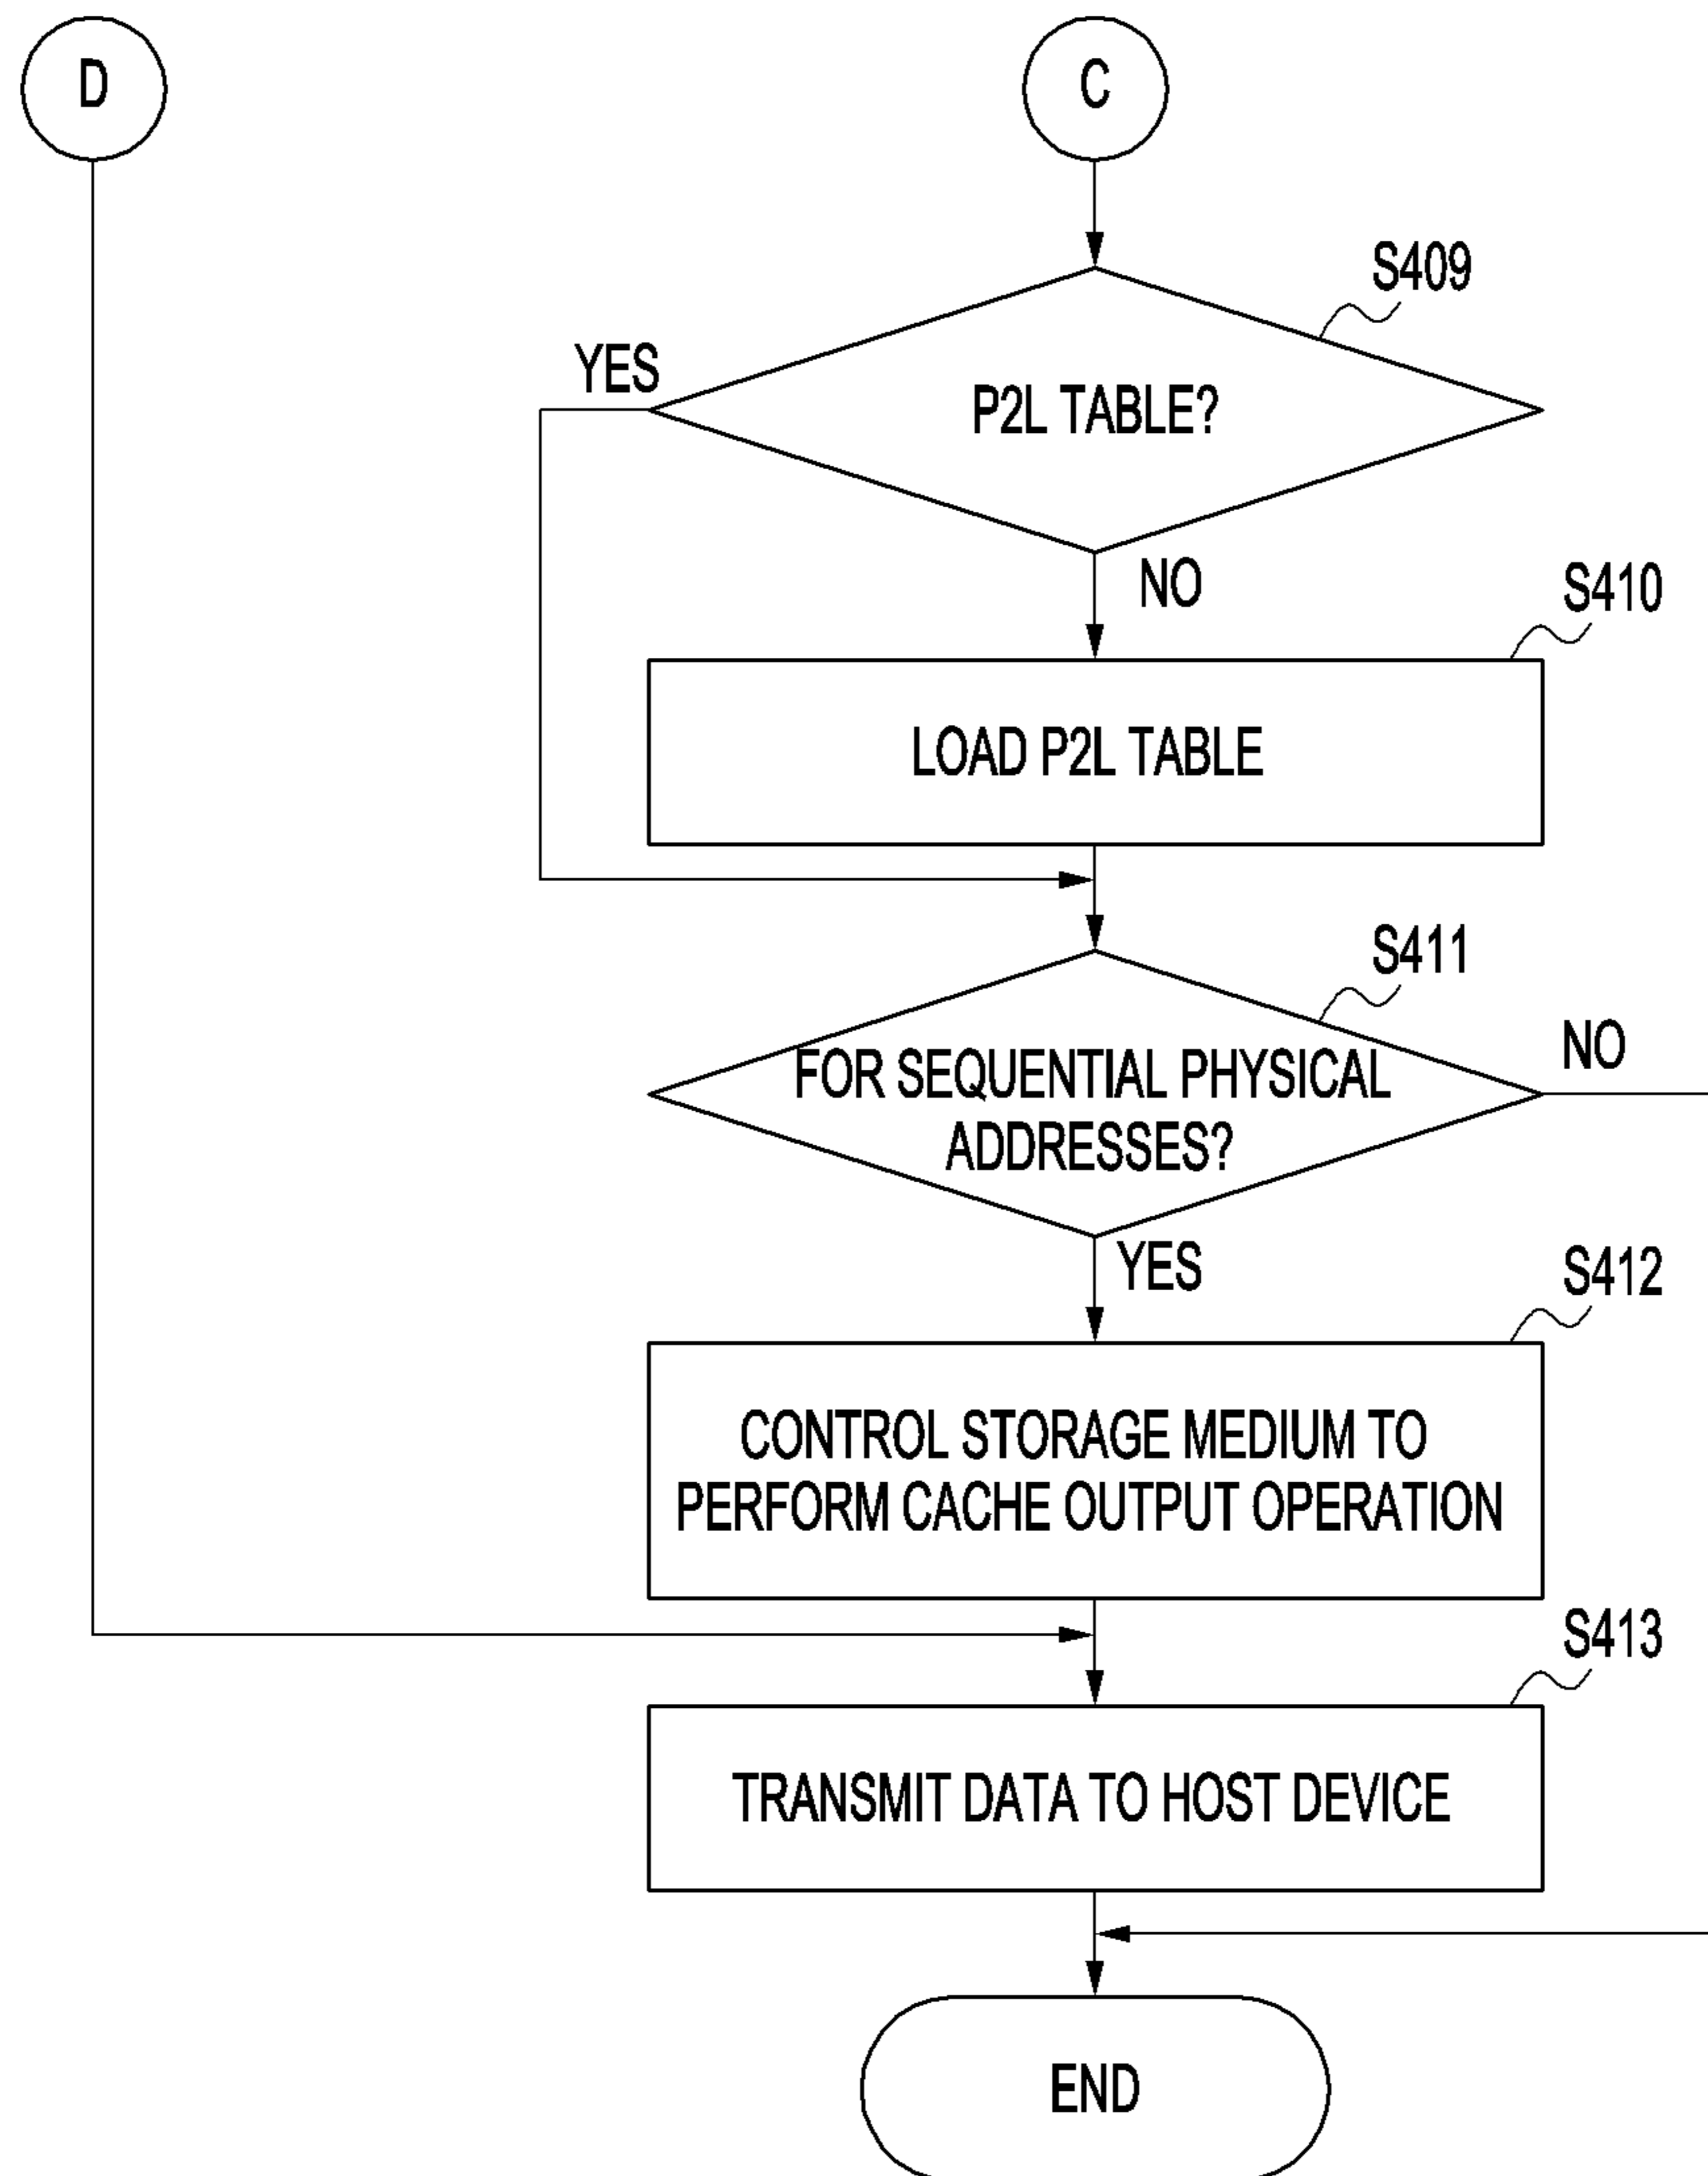 D
C
S409
YES
P2L TABLE?
NO
S410
LOAD P2L TABLE
S411
NO
FOR SEQUENTIAL PHYSICAL
ADDRESSES?
YES
S412
CONTROL STORAGE MEDIUM TO
PERFORM CACHE OUTPUT OPERATION
S413
TRANSMIT DATA TO HOST DEVICE
END